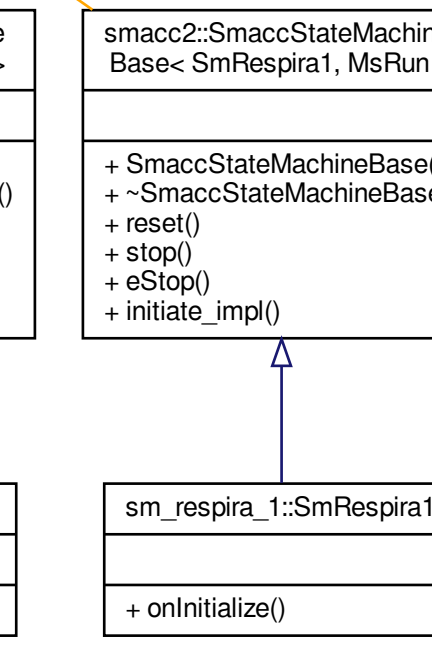 e
>
()
smacc2::SmaccStateMachin
Base< SmRespira1, MsRun
+ SmaccStateMachineBase(
+ ~SmaccStateMachineBase
+ reset()
+ stop()
+ eStop()
+ initiate_impl()
sm_respira_1::SmRespira1
+ onInitialize()